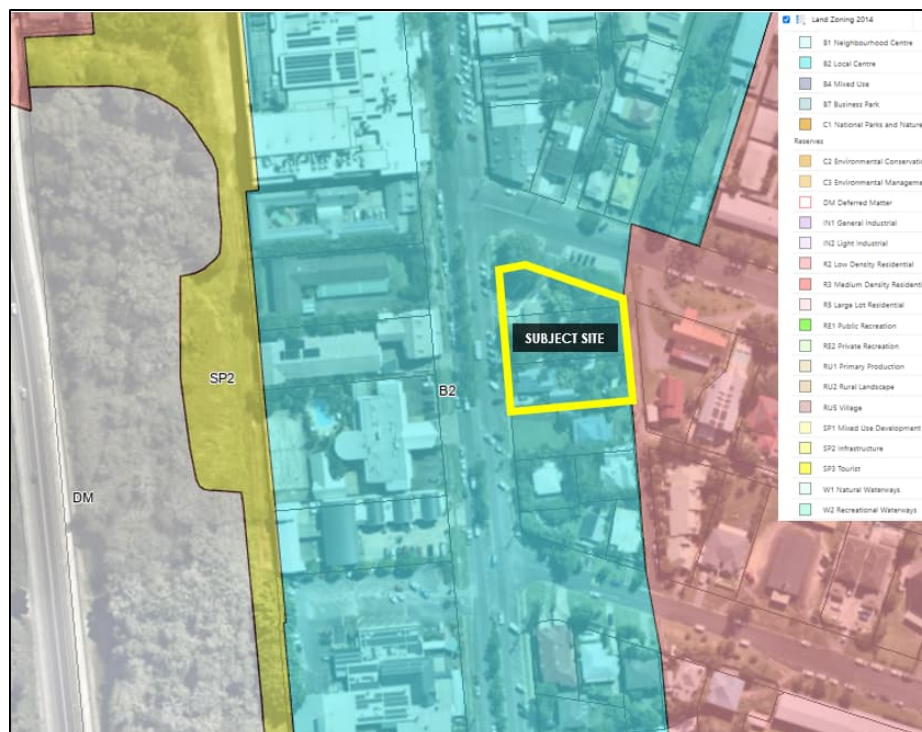 Land Zoning 2014
B1 Neighbourhood Centre
B2 Local Centre
B4 Mixed Use
B7 Business Park
C1 National Parks and Nature
Reserves
C2 Environmental Conservati
C3 Environmental Manageme
DM Deferred Matter
IN1 General Industrial
IN2 Light Industrial
R2 Low Density Residential
R3 Medium Density Residenti
R5 Large Lot Residential
RE1 Public Recreation
RE2 Private Recreation
RU1 Primary Production
RU2 Rural Landscape
RU5 Village
SP1 Mixed Use Development
SP2 Infrastructure
SP3 Tourist
W1 Natural Waterways
W2 Recreational Waterways
SUBJECT SITE
SP2
B2
DM